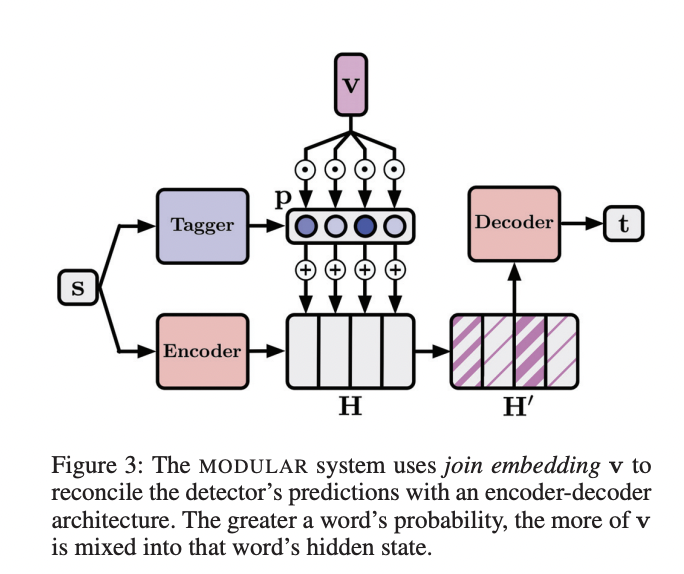 v
p
Tagger
Decoder
t
s
Encoder
H
H′
Figure 3: The MODULAR system uses join embedding v to
reconcile the detector's predictions with an encoder-decoder
architecture. The greater a word's probability, the more of v
is mixed into that word's hidden state.